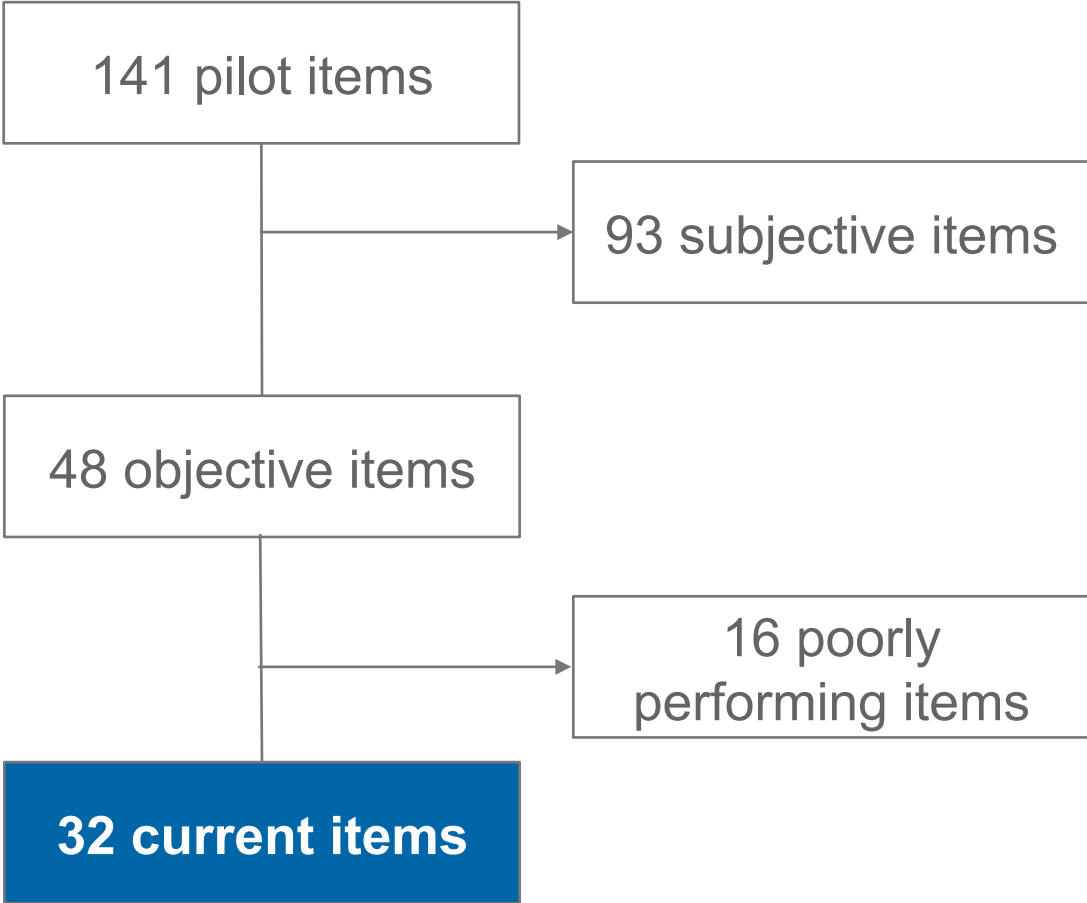 141 pilot items
93 subjective items
48 objective items
16 poorly
performing items
32 current items